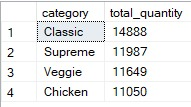 category total_quantity
1 Classic 14888
2 Supreme 11987
3 Veggie 11649
4 Chicken 11050